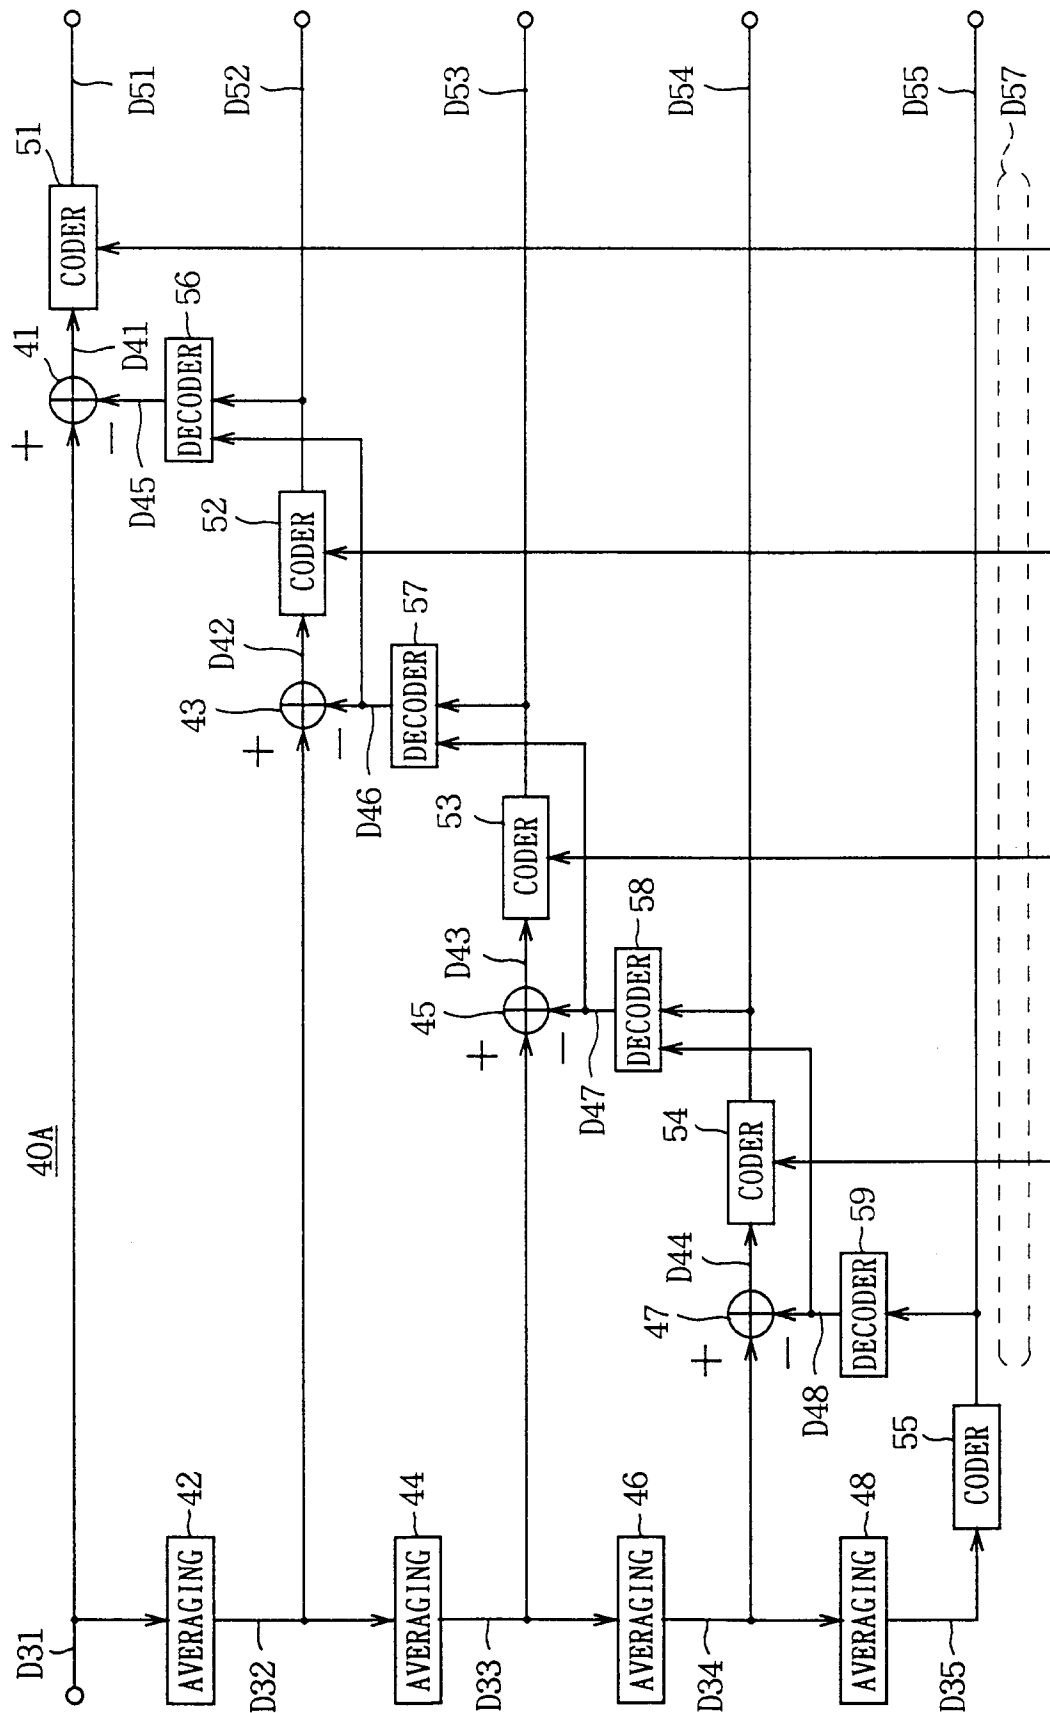 40A
D31
+
41
D41
51
CODER
D51
−
D45
DECODER
56
AVERAGING
42
D32
+
43
D42
52
CODER
D52
−
D46
DECODER
57
AVERAGING
44
D33
+
45
D43
53
CODER
D53
−
D47
DECODER
58
AVERAGING
46
D34
+
47
D44
54
CODER
D54
−
D48
DECODER
59
AVERAGING
48
D35
55
CODER
D55
D57